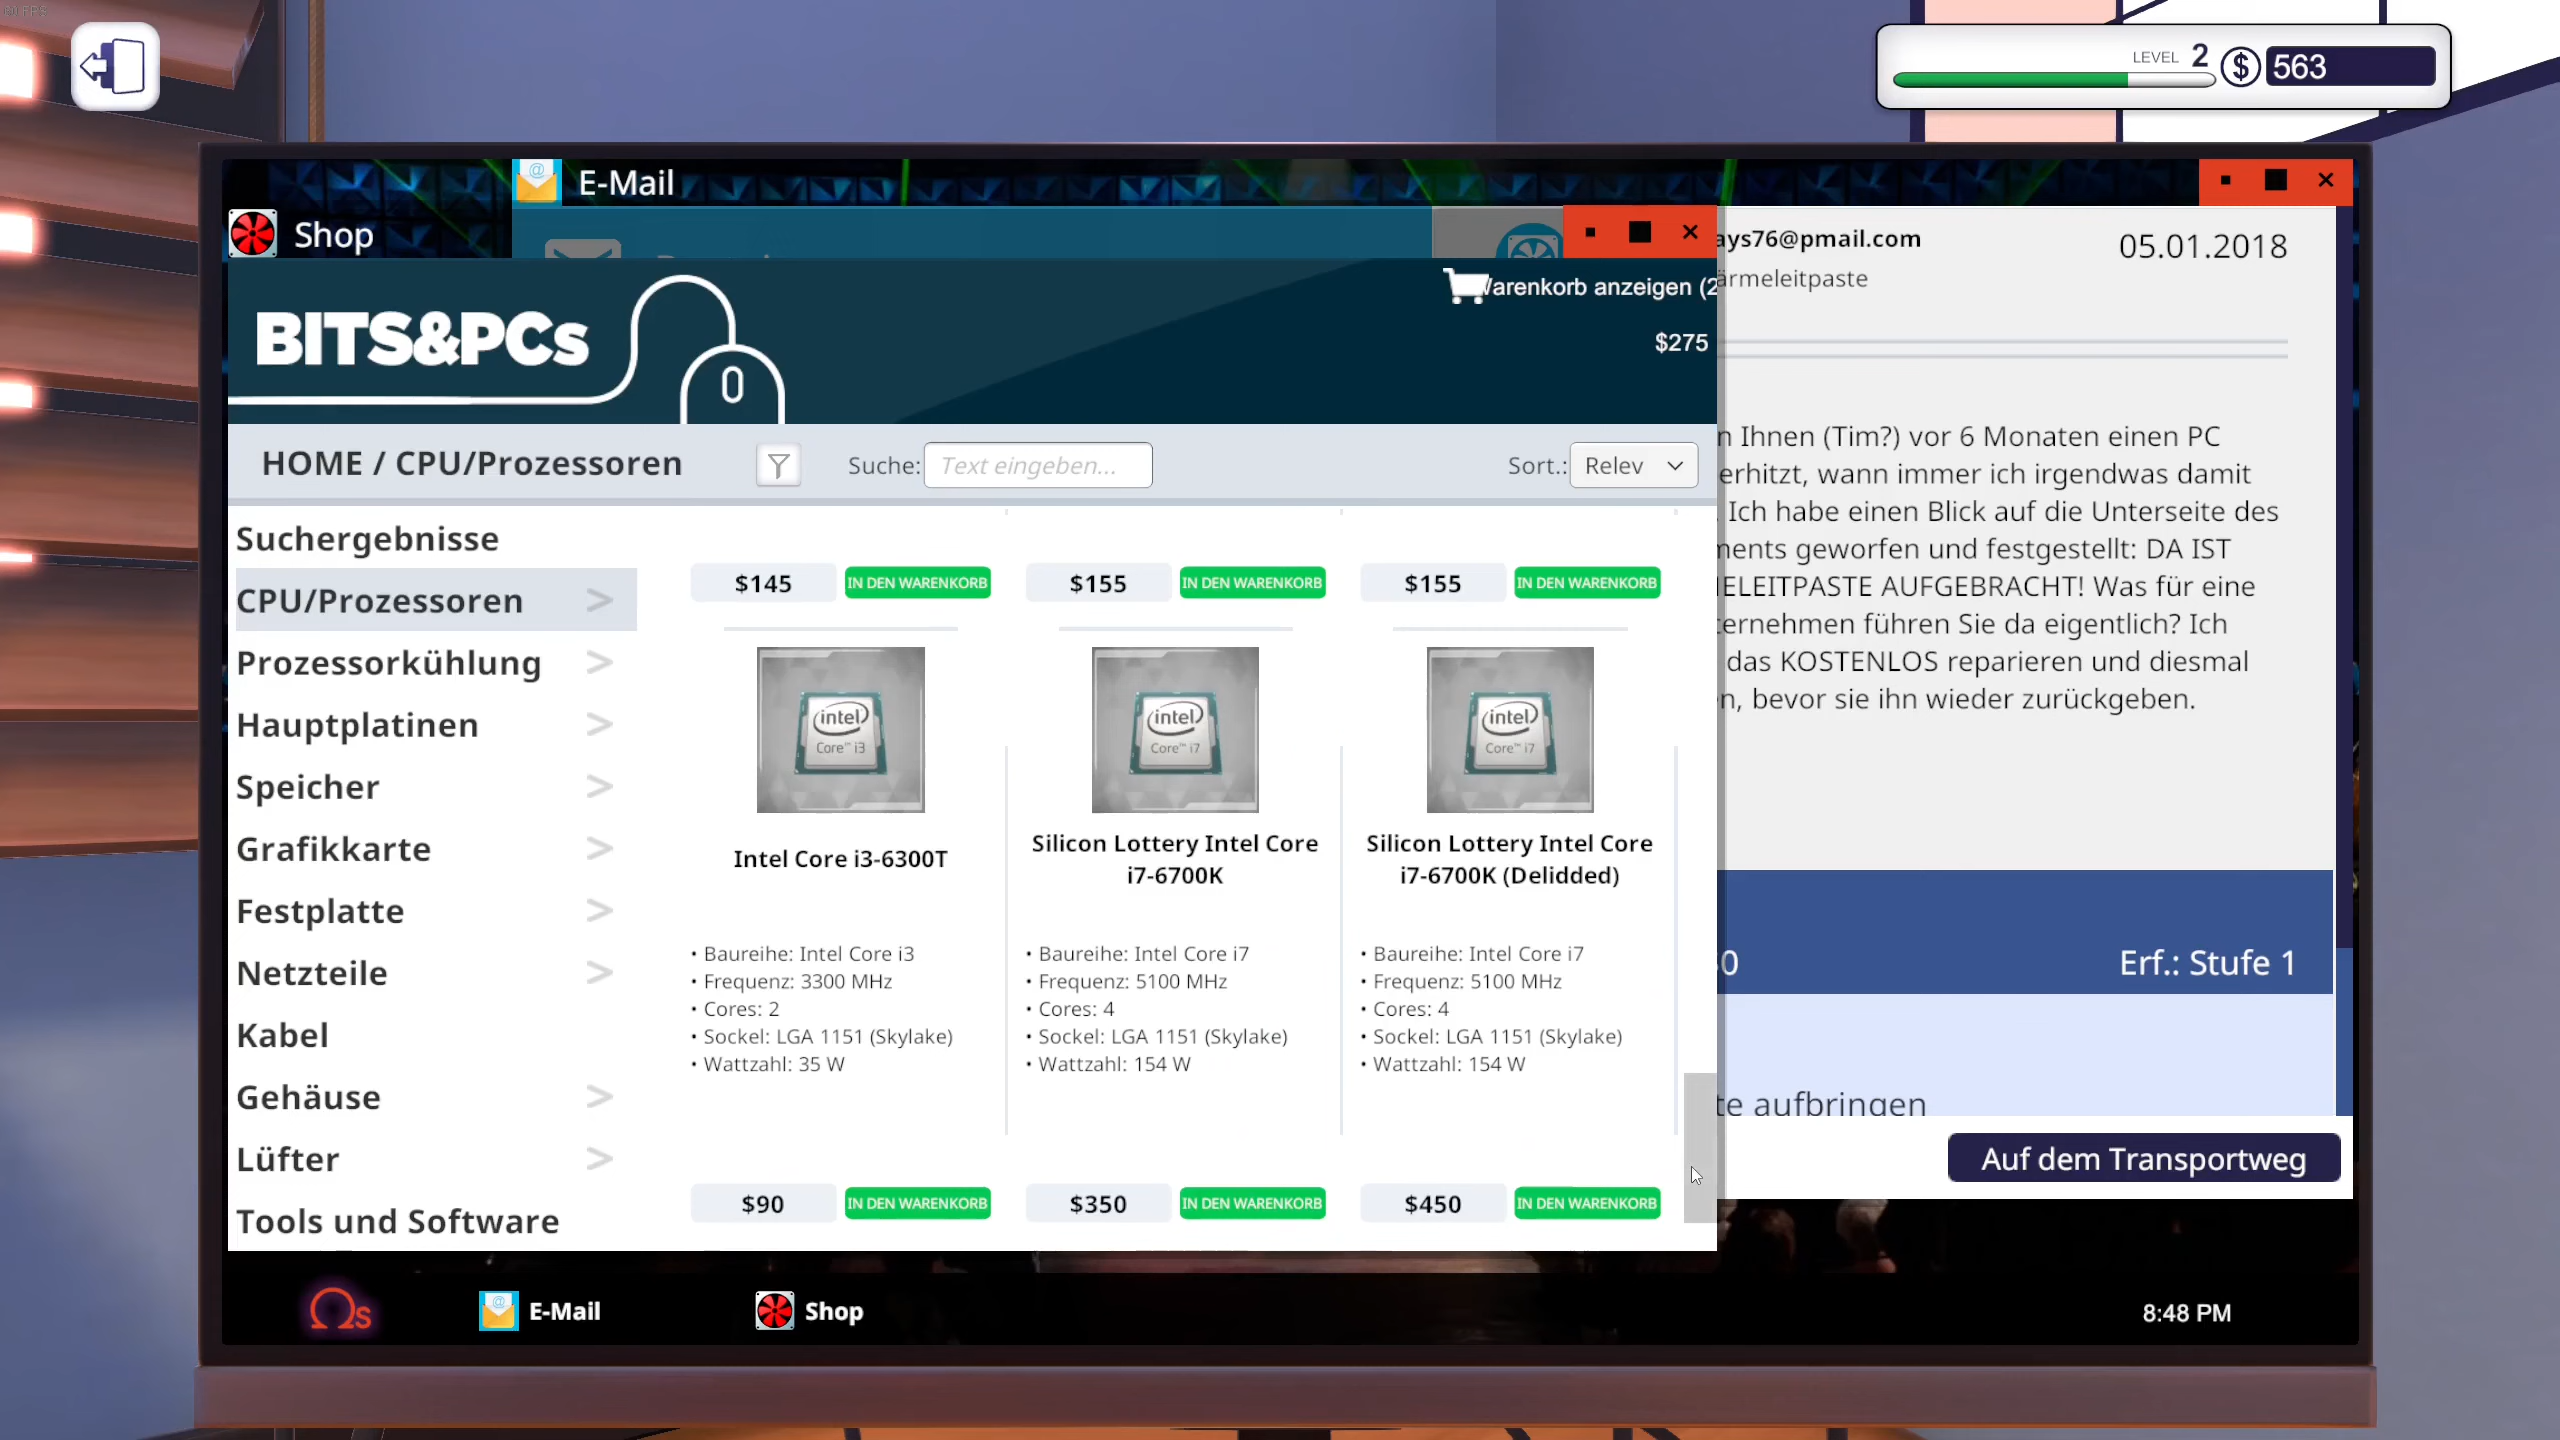 60 FPS
LEVEL 2
$ 563
E-Mail
Shop
Warenkorb anzeigen (2
$275
BITS&PCs
HOME / CPU/Prozessoren
Suche: Text eingeben...
Sort.: Relev
Suchergebnisse
CPU/Prozessoren >
Prozessorkühlung >
Hauptplatinen >
Speicher >
Grafikkarte >
Festplatte >
Netzteile >
Kabel
Gehäuse >
Lüfter >
Tools und Software
$145 IN DEN WARENKORB
$155 IN DEN WARENKORB
$155 IN DEN WARENKORB
intel
Core™ i3
Intel Core i3-6300T
• Baureihe: Intel Core i3
• Frequenz: 3300 MHz
• Cores: 2
• Sockel: LGA 1151 (Skylake)
• Wattzahl: 35 W
$90 IN DEN WARENKORB
intel
Core™ i7
Silicon Lottery Intel Core
i7-6700K
• Baureihe: Intel Core i7
• Frequenz: 5100 MHz
• Cores: 4
• Sockel: LGA 1151 (Skylake)
• Wattzahl: 154 W
$350 IN DEN WARENKORB
intel
Core™ i7
Silicon Lottery Intel Core
i7-6700K (Delidded)
• Baureihe: Intel Core i7
• Frequenz: 5100 MHz
• Cores: 4
• Sockel: LGA 1151 (Skylake)
• Wattzahl: 154 W
$450 IN DEN WARENKORB
ays76@pmail.com
05.01.2018
ärmeleitpaste
n Ihnen (Tim?) vor 6 Monaten einen PC
erhitzt, wann immer ich irgendwas damit
. Ich habe einen Blick auf die Unterseite des
ments geworfen und festgestellt: DA IST
ELEITPASTE AUFGEBRACHT! Was für eine
ternehmen führen Sie da eigentlich? Ich
das KOSTENLOS reparieren und diesmal
n, bevor sie ihn wieder zurückgeben.
0
Erf.: Stufe 1
te aufbringen
Auf dem Transportweg
Ωs
E-Mail
Shop
8:48 PM